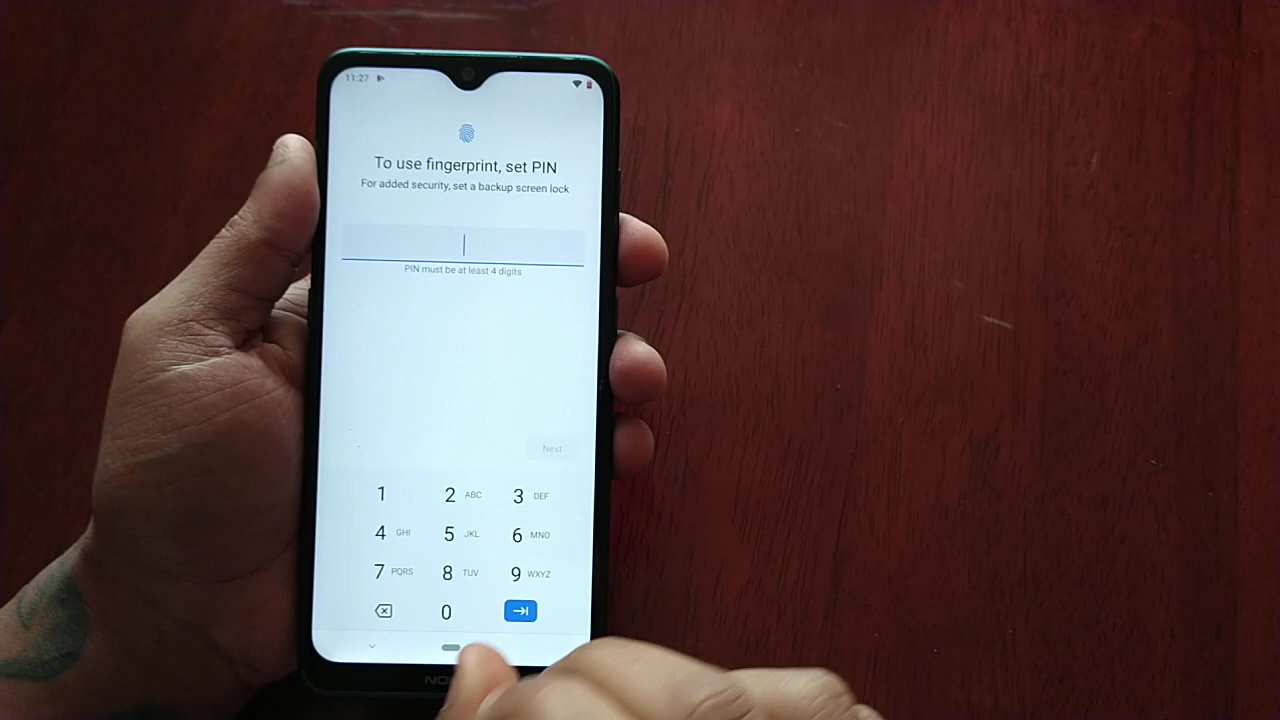 11:27
To use fingerprint, set PIN
For added security, set a backup screen lock
PIN must be at least 4 digits
Next
1 2 ABC 3 DEF
4 GHI 5 JKL 6 MNO
7 PQRS 8 TUV 9 WXYZ
0